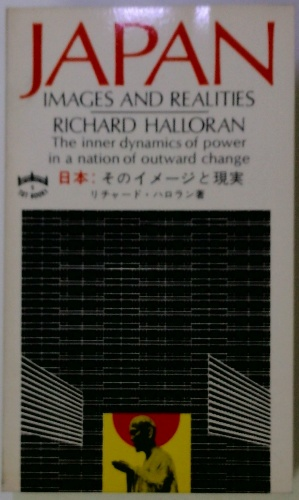 JAPAN
IMAGES AND REALITIES
RICHARD HALLORAN
The inner dynamics of power
in a nation of outward change
日本: そのイメージと現実
リチャード・ハロラン著